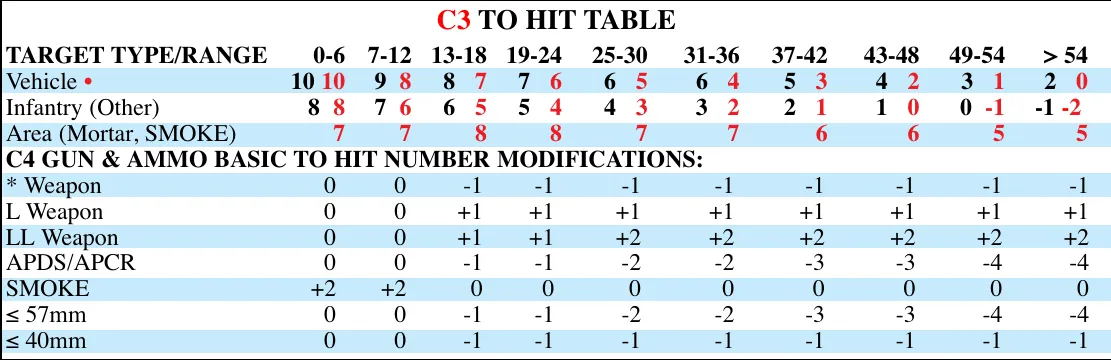 C3 TO HIT TABLE
TARGET TYPE/RANGE 0-6 7-12 13-18 19-24 25-30 31-36 37-42 43-48 49-54 > 54
Vehicle • 10 10 9 8 8 7 7 6 6 5 6 4 5 3 4 2 3 1 2 0
Infantry (Other) 8 8 7 6 6 5 5 4 4 3 3 2 2 1 1 0 0 -1 -1 -2
Area (Mortar, SMOKE) 7 7 8 8 7 7 6 6 5 5
C4 GUN & AMMO BASIC TO HIT NUMBER MODIFICATIONS:
* Weapon 0 0 -1 -1 -1 -1 -1 -1 -1 -1
L Weapon 0 0 +1 +1 +1 +1 +1 +1 +1 +1
LL Weapon 0 0 +1 +1 +2 +2 +2 +2 +2 +2
APDS/APCR 0 0 -1 -1 -2 -2 -3 -3 -4 -4
SMOKE +2 +2 0 0 0 0 0 0 0 0
≤ 57mm 0 0 -1 -1 -2 -2 -3 -3 -4 -4
≤ 40mm 0 0 -1 -1 -1 -1 -1 -1 -1 -1